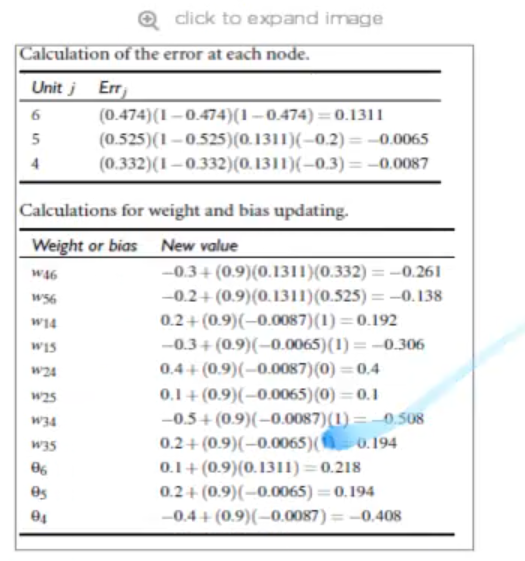 click to expand image
Calculation of the error at each node.
Unit j Errⱼ
6 (0.474)(1 − 0.474)(1 − 0.474) = 0.1311
5 (0.525)(1 − 0.525)(0.1311)(−0.2) = −0.0065
4 (0.332)(1 − 0.332)(0.1311)(−0.3) = −0.0087
Calculations for weight and bias updating.
Weight or bias New value
w46 −0.3 + (0.9)(0.1311)(0.332) = −0.261
w56 −0.2 + (0.9)(0.1311)(0.525) = −0.138
w14 0.2 + (0.9)(−0.0087)(1) = 0.192
w15 −0.3 + (0.9)(−0.0065)(1) = −0.306
w24 0.4 + (0.9)(−0.0087)(0) = 0.4
w25 0.1 + (0.9)(−0.0065)(0) = 0.1
w34 −0.5 + (0.9)(−0.0087)(1) = −0.508
w35 0.2 + (0.9)(−0.0065)( 0.194
θ6 0.1 + (0.9)(0.1311) = 0.218
θ5 0.2 + (0.9)(−0.0065) = 0.194
θ4 −0.4 + (0.9)(−0.0087) = −0.408